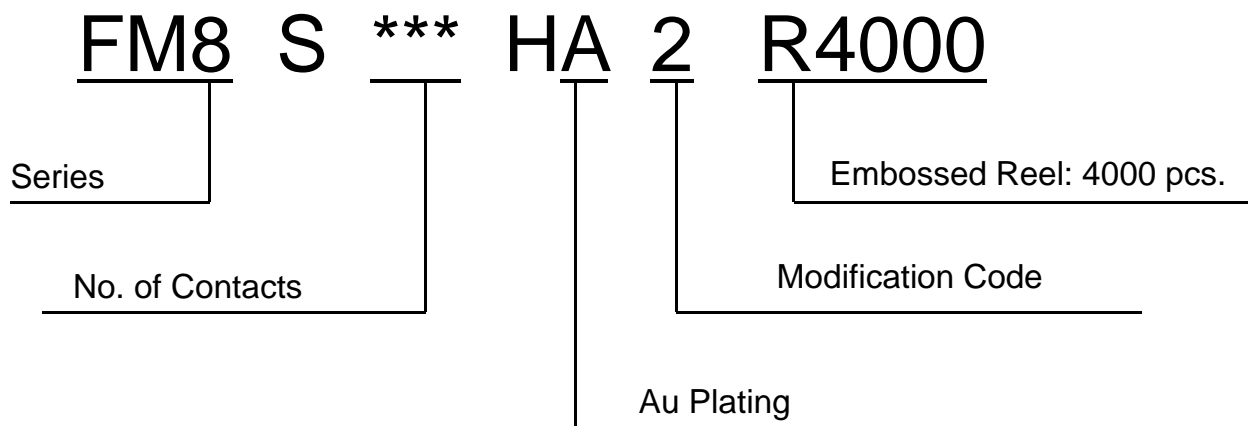 FM8 S *** HA 2 R4000
Series
Embossed Reel: 4000 pcs.
No. of Contacts
Modification Code
Au Plating